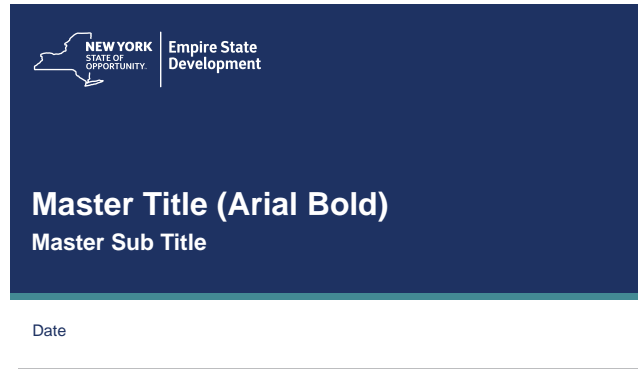 NEW YORK
STATE OF
OPPORTUNITY.
Empire State
Development
Master Title (Arial Bold)
Master Sub Title
Date